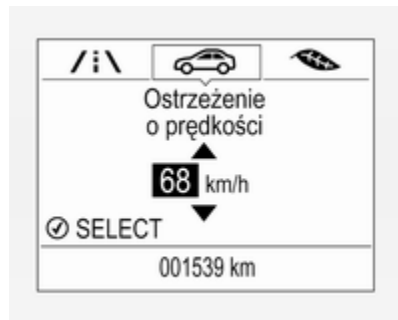 Ostrzeżenie
o prędkości
68 km/h
SELECT
001539 km